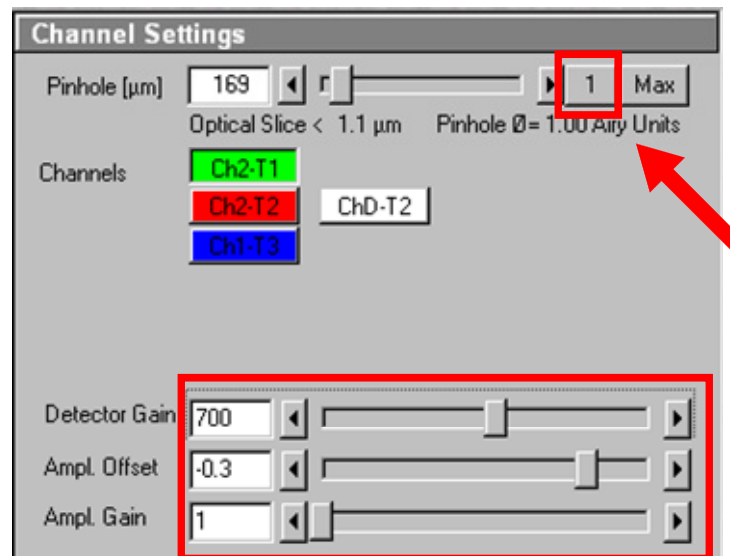 Channel Settings
Pinhole [µm] 169 1 Max
Optical Slice < 1.1 µm Pinhole Ø= 1.00 Airy Units
Channels Ch2-T1
Ch2-T2 ChD-T2
Ch1-T3
Detector Gain 700
Ampl. Offset -0.3
Ampl. Gain 1